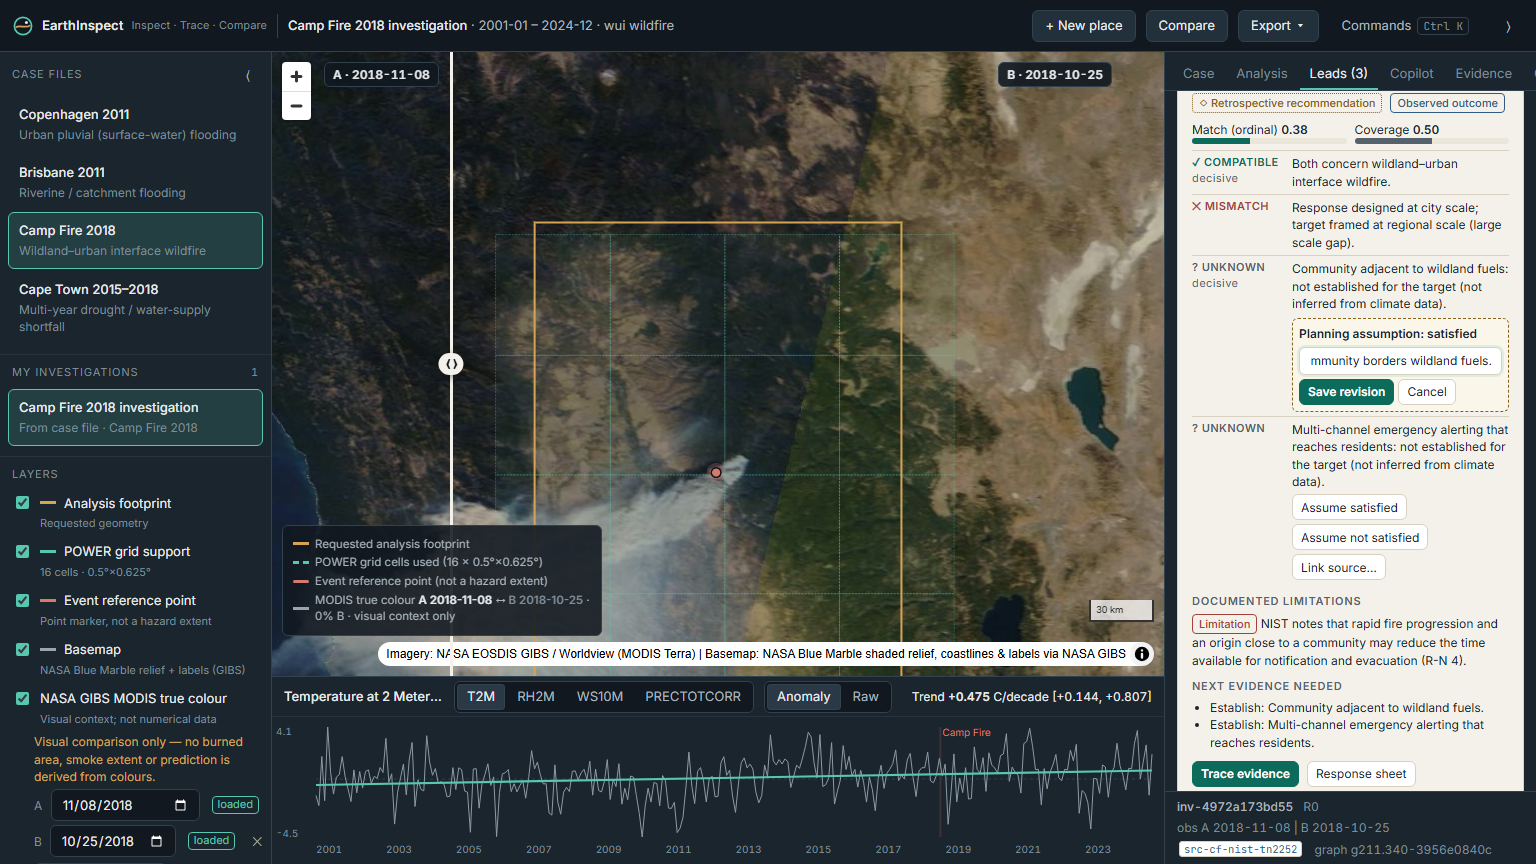 EarthInspect Inspect · Trace · Compare
Camp Fire 2018 investigation · 2001-01 – 2024-12 · wui wildfire
+ New place
Compare
Export
Commands Ctrl K
CASE FILES
Copenhagen 2011
Urban pluvial (surface-water) flooding
Brisbane 2011
Riverine / catchment flooding
Camp Fire 2018
Wildland–urban interface wildfire
Cape Town 2015–2018
Multi-year drought / water-supply
shortfall
MY INVESTIGATIONS 1
Camp Fire 2018 investigation
From case file · Camp Fire 2018
LAYERS
Analysis footprint
Requested geometry
POWER grid support
16 cells · 0.5°×0.625°
Event reference point
Point marker, not a hazard extent
Basemap
NASA Blue Marble relief + labels (GIBS)
NASA GIBS MODIS true colour
Visual context; not numerical data
Visual comparison only — no burned
area, smoke extent or prediction is
derived from colours.
A 11/08/2018 loaded
B 10/25/2018 loaded ×
+
−
A · 2018-11-08
B · 2018-10-25
Requested analysis footprint
POWER grid cells used (16 × 0.5°×0.625°)
Event reference point (not a hazard extent)
MODIS true colour A 2018-11-08 ↔ B 2018-10-25 ·
0% B · visual context only
30 km
Imagery: NASA EOSDIS GIBS / Worldview (MODIS Terra) | Basemap: NASA Blue Marble shaded relief, coastlines & labels via NASA GIBS
Temperature at 2 Meter...
T2M RH2M WS10M PRECTOTCORR
Anomaly Raw
Trend +0.475 C/decade [+0.144, +0.807]
4.1
Camp Fire
-4.5
2001 2003 2005 2007 2009 2011 2013 2015 2017 2019 2021 2023
Case Analysis Leads (3) Copilot Evidence
◇ Retrospective recommendation
Observed outcome
Match (ordinal) 0.38
Coverage 0.50
✓ COMPATIBLE
decisive
Both concern wildland–urban
interface wildfire.
✕ MISMATCH
Response designed at city scale;
target framed at regional scale (large
scale gap).
? UNKNOWN
decisive
Community adjacent to wildland fuels:
not established for the target (not
inferred from climate data).
Planning assumption: satisfied
mmunity borders wildland fuels.
Save revision
Cancel
? UNKNOWN
Multi-channel emergency alerting that
reaches residents: not established for
the target (not inferred from climate
data).
Assume satisfied
Assume not satisfied
Link source...
DOCUMENTED LIMITATIONS
Limitation NIST notes that rapid fire progression and
an origin close to a community may reduce the time
available for notification and evacuation (R-N 4).
NEXT EVIDENCE NEEDED
• Establish: Community adjacent to wildland fuels.
• Establish: Multi-channel emergency alerting that
reaches residents.
Trace evidence
Response sheet
inv-4972a173bd55 R0
obs A 2018-11-08 | B 2018-10-25
src-cf-nist-tn2252 graph g211.340-3956e0840c